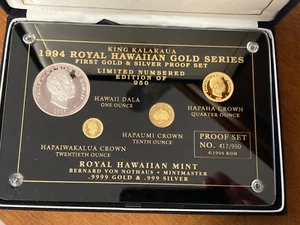 KING KALAKAUA
1994 ROYAL HAWAIIAN GOLD SERIES
FIRST GOLD & SILVER PROOF SET
LIMITED NUMBERED
EDITION OF
950
HAWAII DALA
ONE OUNCE
HAPAHA CROWN
QUARTER OUNCE
HAPAUMI CROWN
TENTH OUNCE
HAPAIWAKALUA CROWN
TWENTIETH OUNCE
PROOF SET
NO. 417/950
©1994 RHM
ROYAL HAWAIIAN MINT
BERNARD VON NOTHAUS • MINTMASTER
.9999 GOLD & .999 SILVER